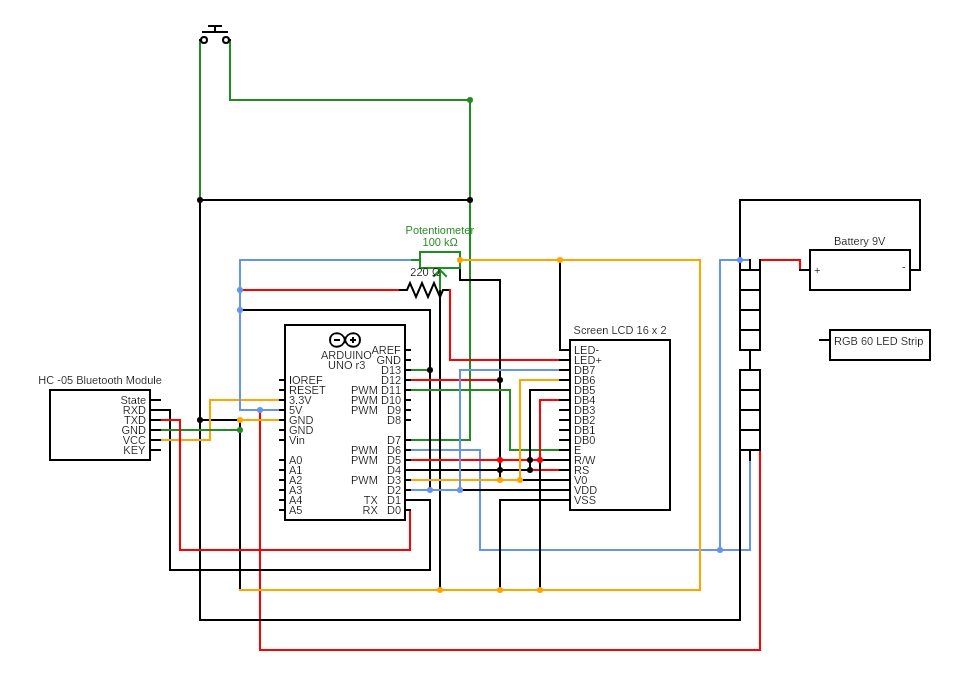 Potentiometer
100 kΩ
220 Ω
Battery 9V
+
-
RGB 60 LED Strip
Screen LCD 16 x 2
LED-
LED+
DB7
DB6
DB5
DB4
DB3
DB2
DB1
DB0
E
R/W
RS
V0
VDD
VSS
ARDUINO
UNO r3
IOREF
RESET
3.3V
5V
GND
GND
Vin
A0
A1
A2
A3
A4
A5
AREF
GND
D13
D12
PWM D11
PWM D10
PWM D9
D8
D7
PWM D6
PWM D5
D4
PWM D3
D2
TX D1
RX D0
HC -05 Bluetooth Module
State
RXD
TXD
GND
VCC
KEY